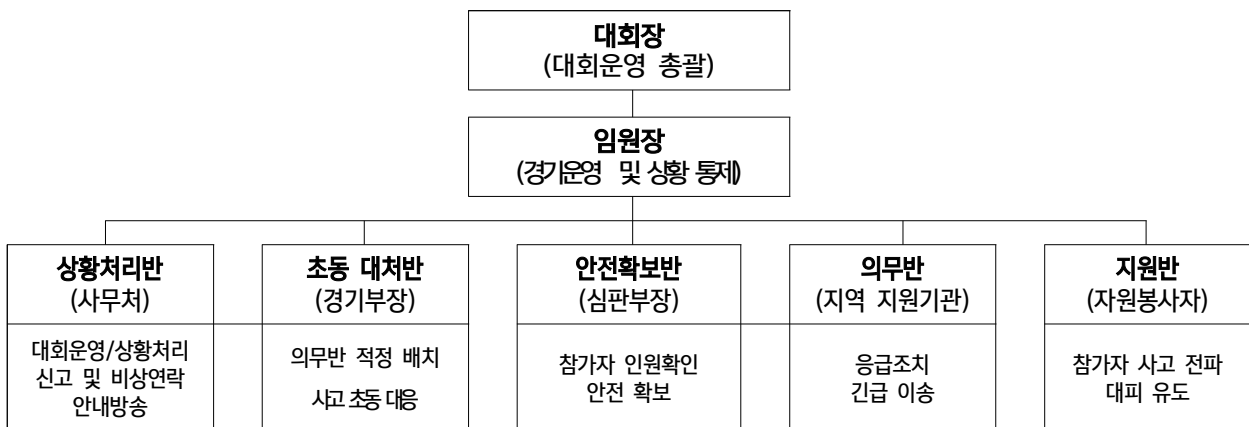 대회장
(대회운영 총괄)
임원장
(경기운영 및 상황 통제)
상황처리반
(사무처)
대회운영/상황처리
신고 및 비상연락
안내방송
초동 대처반
(경기부장)
의무반 적정 배치
사고 초동 대응
안전확보반
(심판부장)
참가자 인원확인
안전 확보
의무반
(지역 지원기관)
응급조치
긴급 이송
지원반
(자원봉사자)
참가자 사고 전파
대피 유도